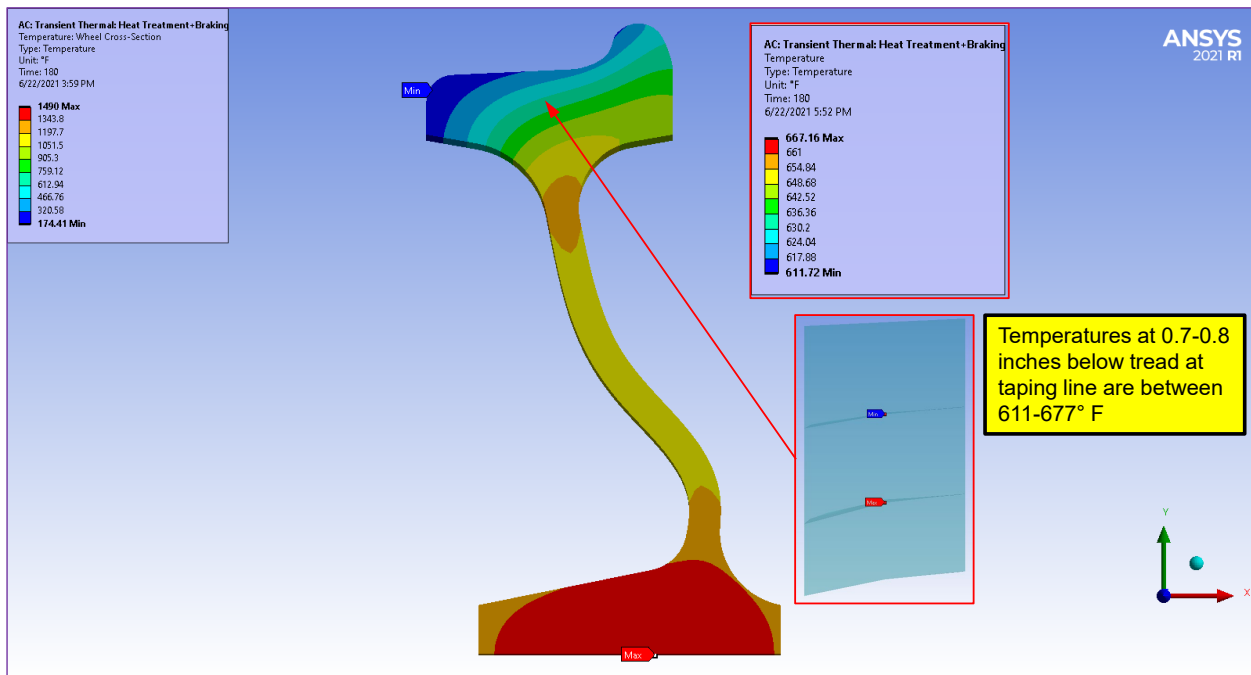 AC: Transient Thermal: Heat Treatment+Braking
Temperature: Wheel Cross-Section
Type: Temperature
Unit: °F
Time: 180
6/22/2021 3:59 PM
1490 Max
1343.8
1197.7
1051.5
905.3
759.12
612.94
466.76
320.58
174.41 Min
Min
AC: Transient Thermal: Heat Treatment+Braking
Temperature
Type: Temperature
Unit: °F
Time: 180
6/22/2021 5:52 PM
667.16 Max
661
654.84
648.68
642.52
636.36
630.2
624.04
617.88
611.72 Min
ANSYS
2021 R1
Min
Max
Temperatures at 0.7-0.8
inches below tread at
taping line are between
611-677° F
Max
Y
X